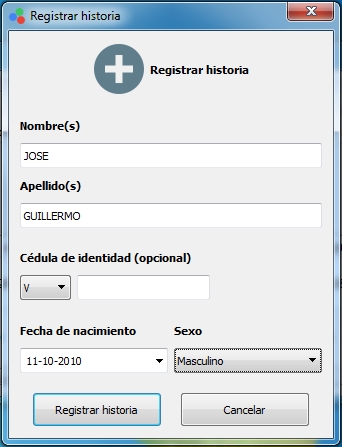 Registrar historia
Registrar historia
Nombre(s)
JOSE
Apellido(s)
GUILLERMO
Cédula de identidad (opcional)
V
Fecha de nacimiento Sexo
11-10-2010 Masculino
Registrar historia Cancelar